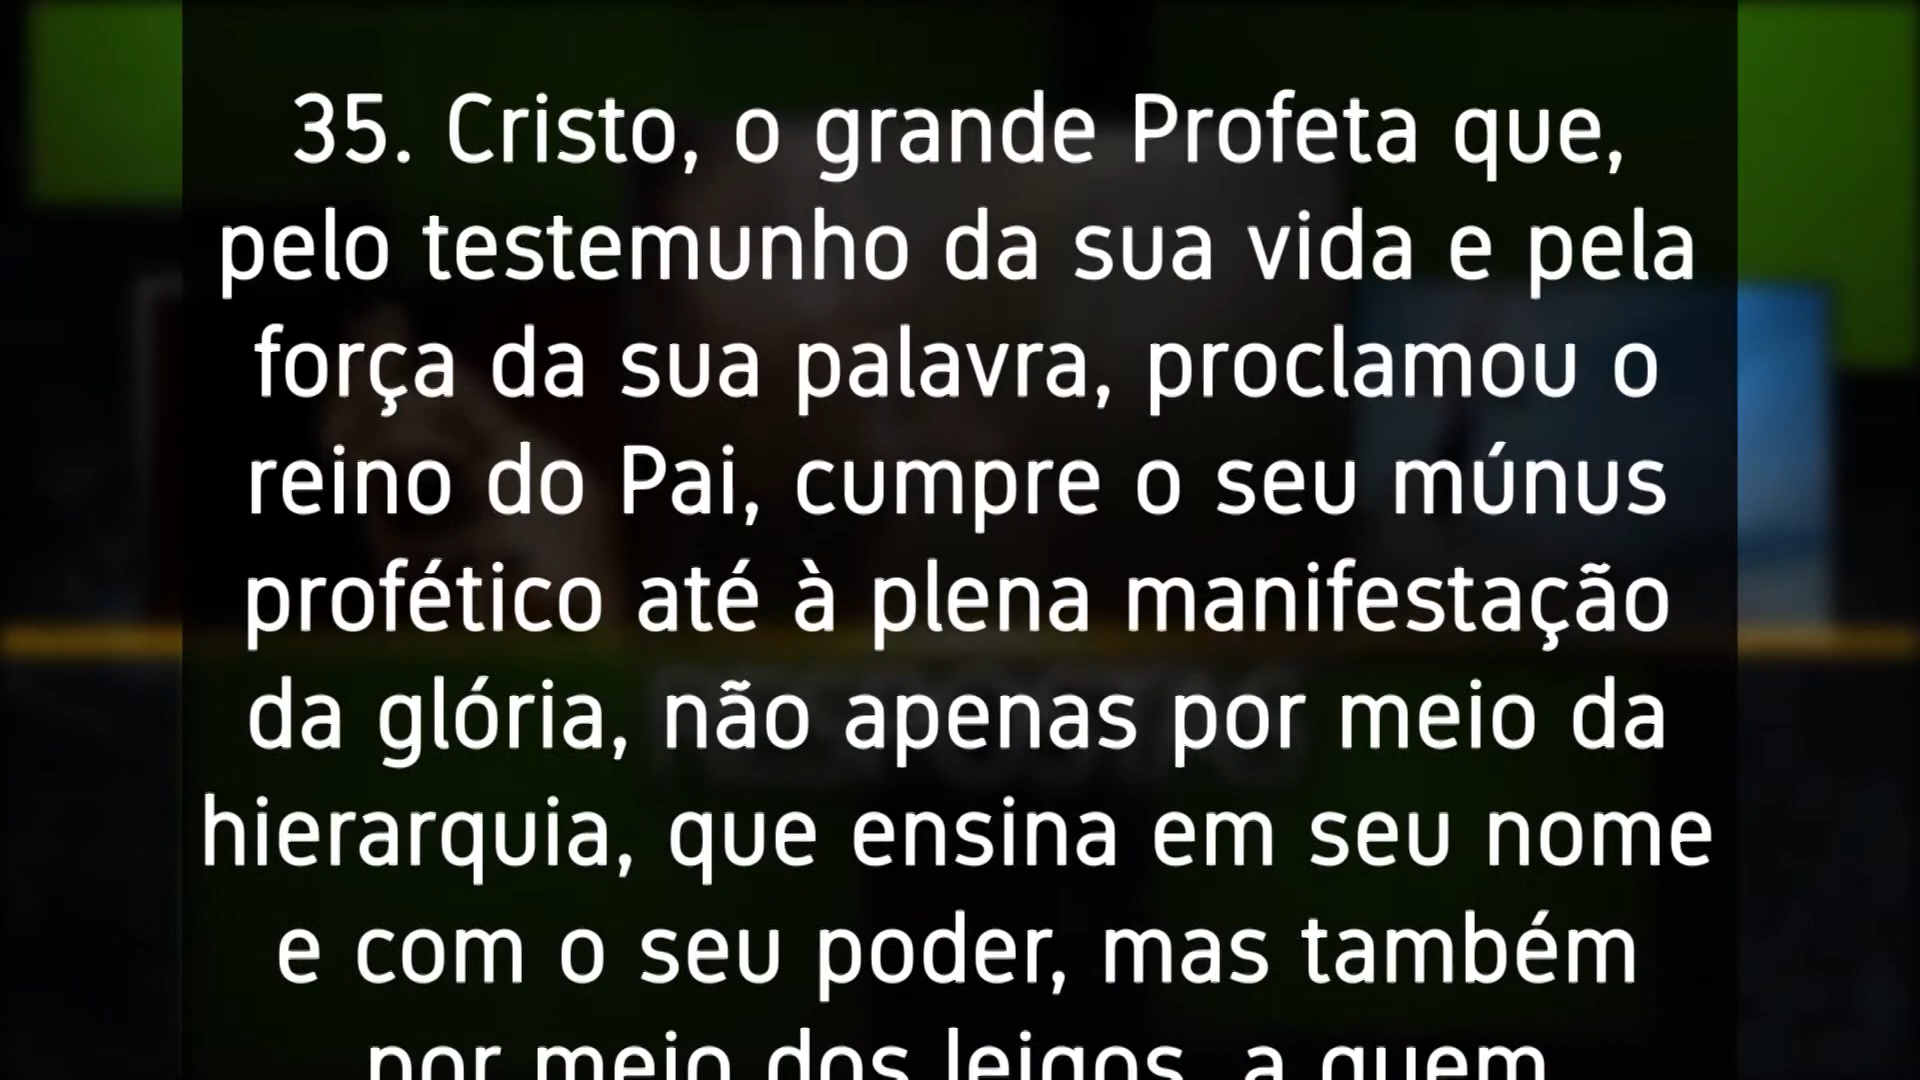 35. Cristo, o grande Profeta que,
pelo testemunho da sua vida e pela
força da sua palavra, proclamou o
reino do Pai, cumpre o seu múnus
profético até à plena manifestação
da glória, não apenas por meio da
hierarquia, que ensina em seu nome
e com o seu poder, mas também
por meio dos leigos, a quem